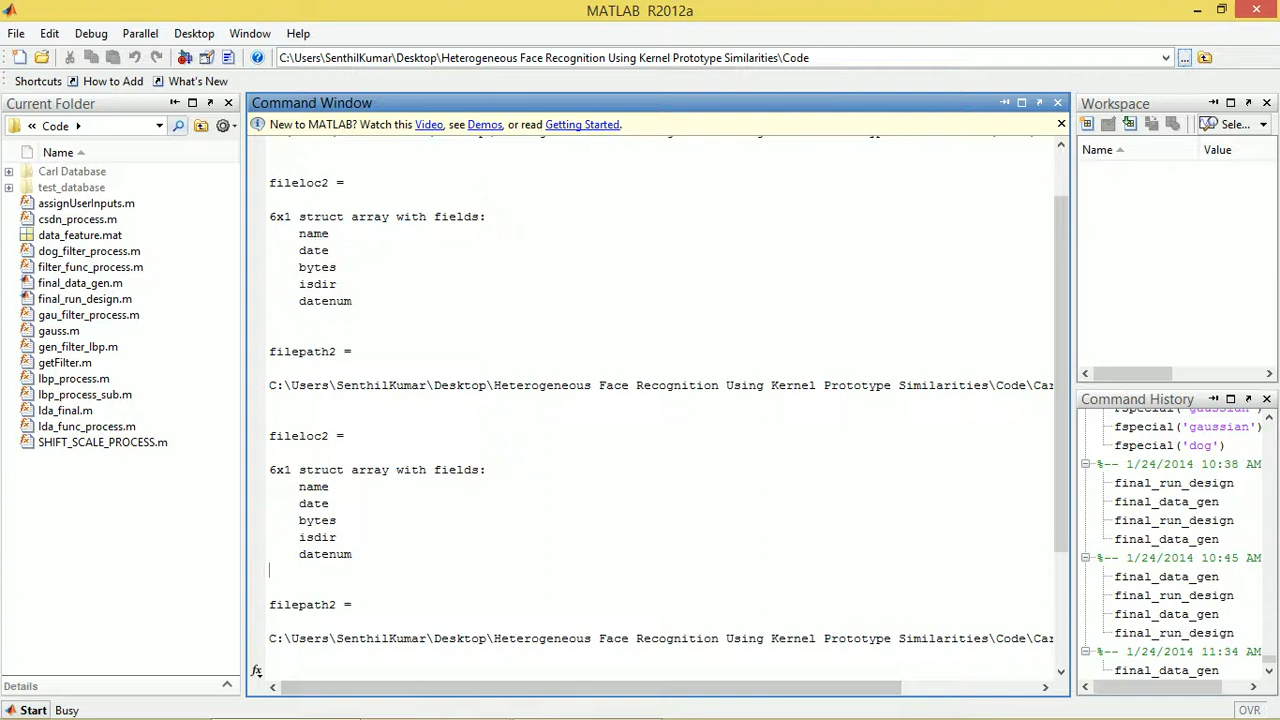 MATLAB R2012a
File Edit Debug Parallel Desktop Window Help
C:\Users\SenthilKumar\Desktop\Heterogeneous Face Recognition Using Kernel Prototype Similarities\Code
Shortcuts How to Add What's New
Current Folder
« Code
Name
Carl Database
test_database
assignUserInputs.m
csdn_process.m
data_feature.mat
dog_filter_process.m
filter_func_process.m
final_data_gen.m
final_run_design.m
gau_filter_process.m
gauss.m
gen_filter_lbp.m
getFilter.m
lbp_process.m
lbp_process_sub.m
lda_final.m
lda_func_process.m
SHIFT_SCALE_PROCESS.m
Details
Command Window
New to MATLAB? Watch this Video, see Demos, or read Getting Started.
fileloc2 =
6x1 struct array with fields:
name
date
bytes
isdir
datenum
filepath2 =
C:\Users\SenthilKumar\Desktop\Heterogeneous Face Recognition Using Kernel Prototype Similarities\Code\Car
fileloc2 =
6x1 struct array with fields:
name
date
bytes
isdir
datenum
filepath2 =
C:\Users\SenthilKumar\Desktop\Heterogeneous Face Recognition Using Kernel Prototype Similarities\Code\Car
fx
Workspace
Sele...
Name Value
Command History
fspecial('gaussian')
fspecial('gaussian')
fspecial('dog')
%-- 1/24/2014 10:38 AM
final_run_design
final_data_gen
final_run_design
final_data_gen
%-- 1/24/2014 10:45 AM
final_data_gen
final_run_design
final_data_gen
final_run_design
%-- 1/24/2014 11:34 AM
final_data_gen
Start Busy
OVR